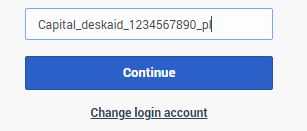 Capital_deskaid_1234567890_pl
Continue
Change login account